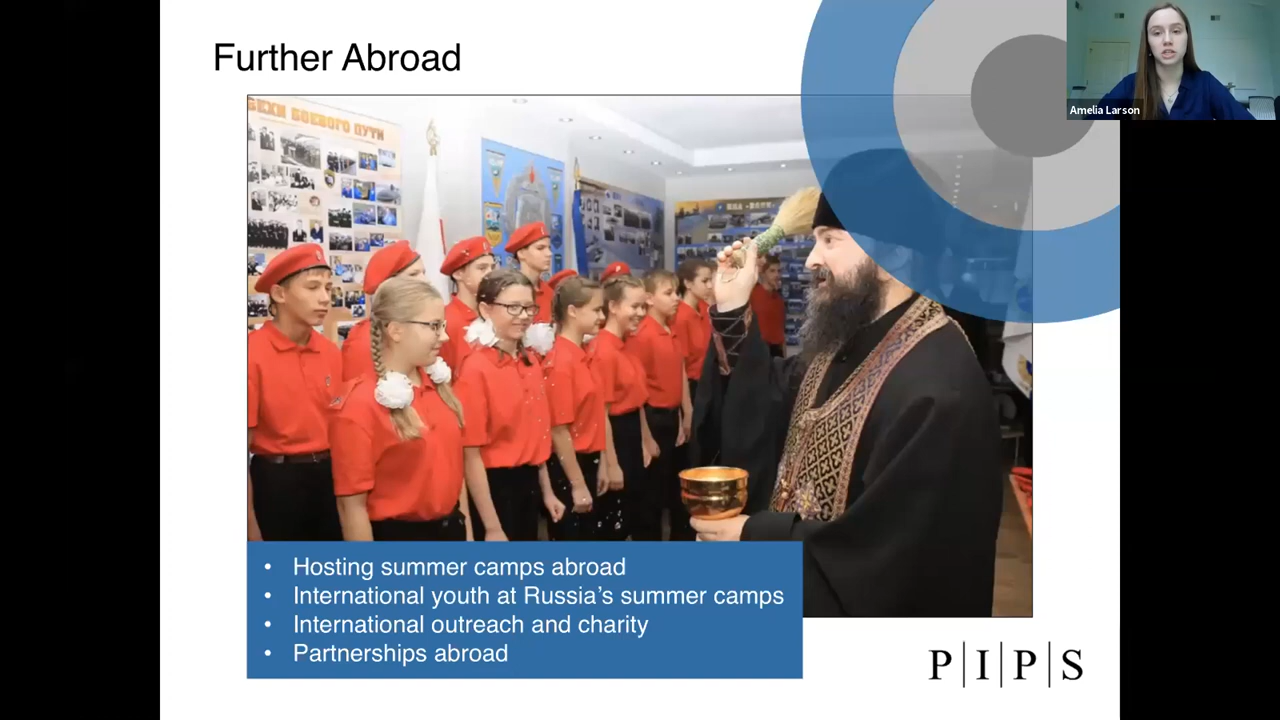 Further Abroad
Amelia Larson
ВЕХИ БОЕВОГО ПУТИ
• Hosting summer camps abroad
• International youth at Russia’s summer camps
• International outreach and charity
• Partnerships abroad
P|I|P|S